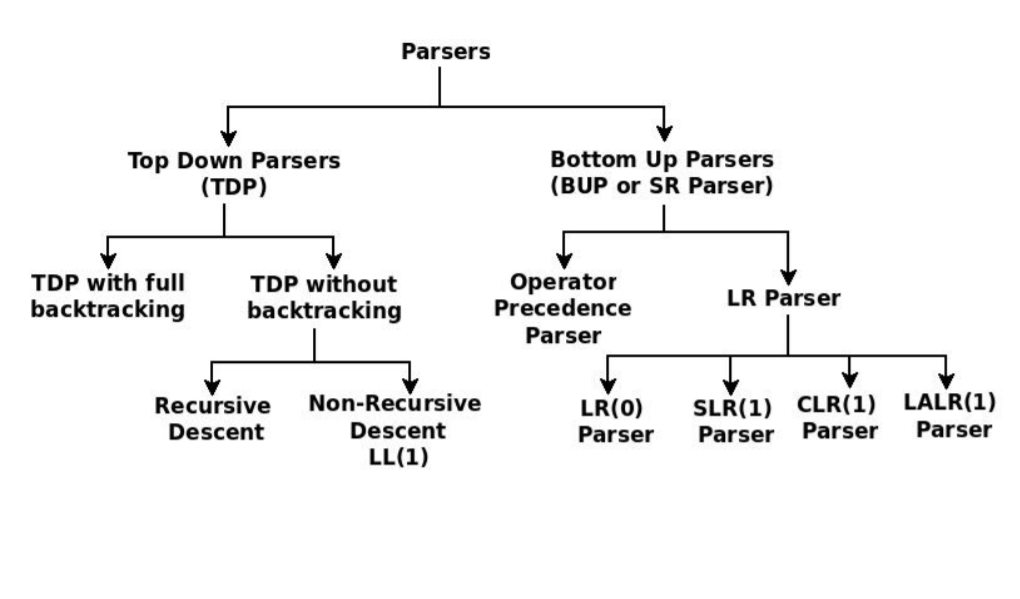 Parsers
Top Down Parsers
(TDP)
Bottom Up Parsers
(BUP or SR Parser)
TDP with full
backtracking
TDP without
backtracking
Operator
Precedence
Parser
LR Parser
Recursive
Descent
Non-Recursive
Descent
LL(1)
LR(0)
Parser
SLR(1)
Parser
CLR(1)
Parser
LALR(1)
Parser